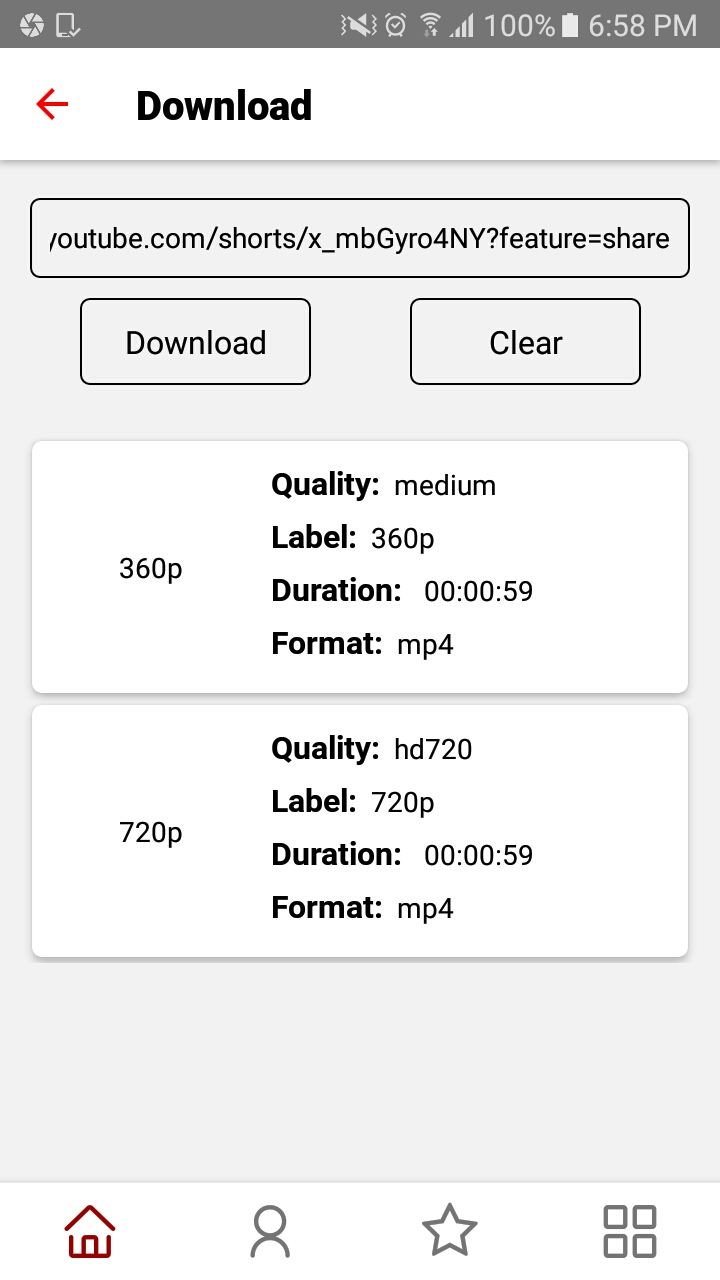 100% 6:58 PM
Download
youtube.com/shorts/x_mbGyro4NY?feature=share
Download Clear
360p
Quality: medium
Label: 360p
Duration: 00:00:59
Format: mp4
720p
Quality: hd720
Label: 720p
Duration: 00:00:59
Format: mp4